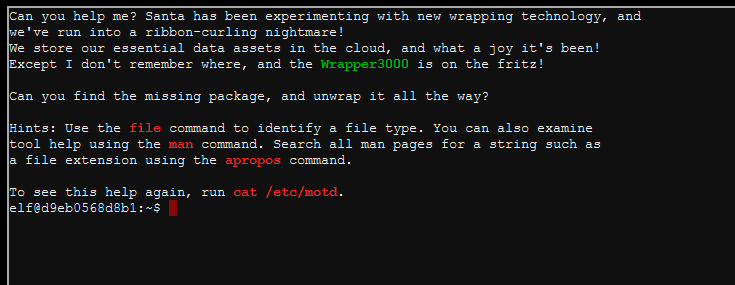 Can you help me? Santa has been experimenting with new wrapping technology, and
we've run into a ribbon-curling nightmare!
We store our essential data assets in the cloud, and what a joy it's been!
Except I don't remember where, and the Wrapper3000 is on the fritz!
Can you find the missing package, and unwrap it all the way?
Hints: Use the file command to identify a file type. You can also examine
tool help using the man command. Search all man pages for a string such as
a file extension using the apropos command.
To see this help again, run cat /etc/motd.
elf@d9eb0568d8b1:~$